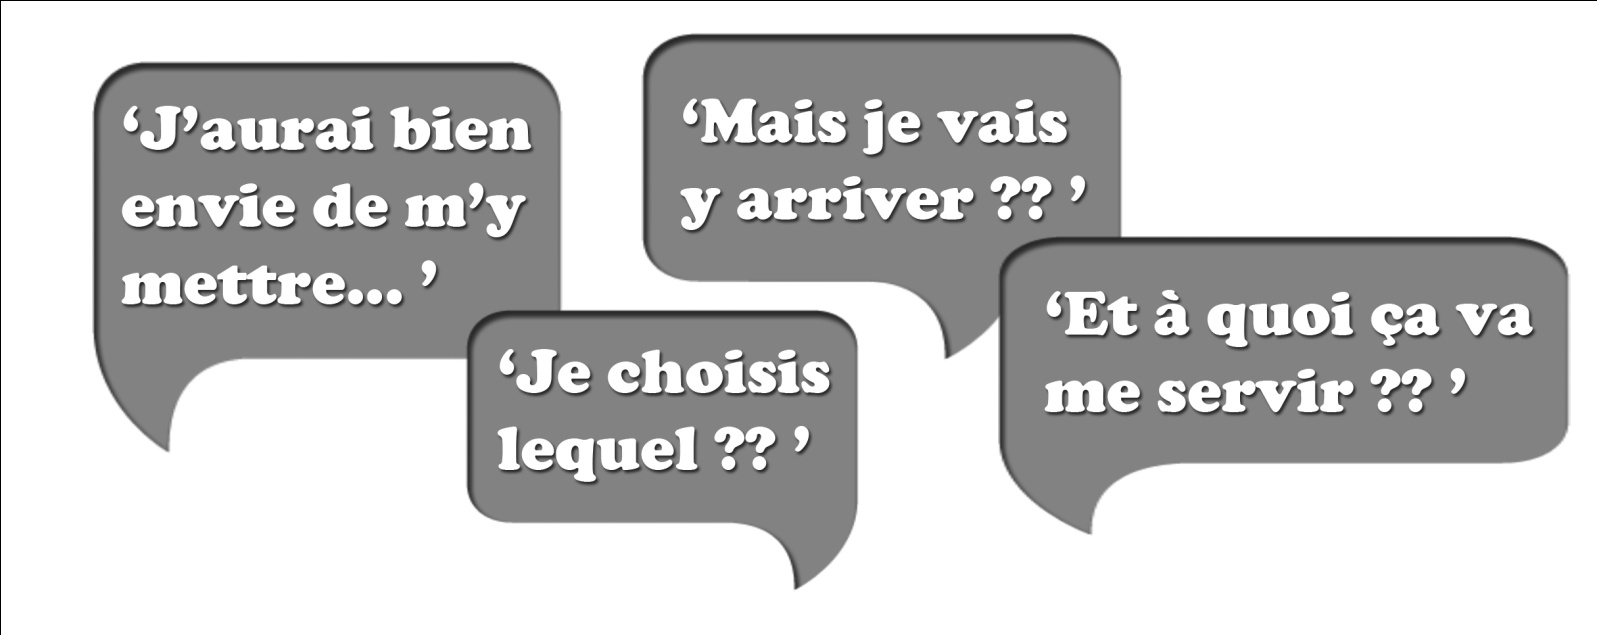 ‘J’aurai bien
envie de m’y
mettre... ’
‘Mais je vais
y arriver ?? ’
‘Je choisis
lequel ?? ’
‘Et à quoi ça va
me servir ?? ’